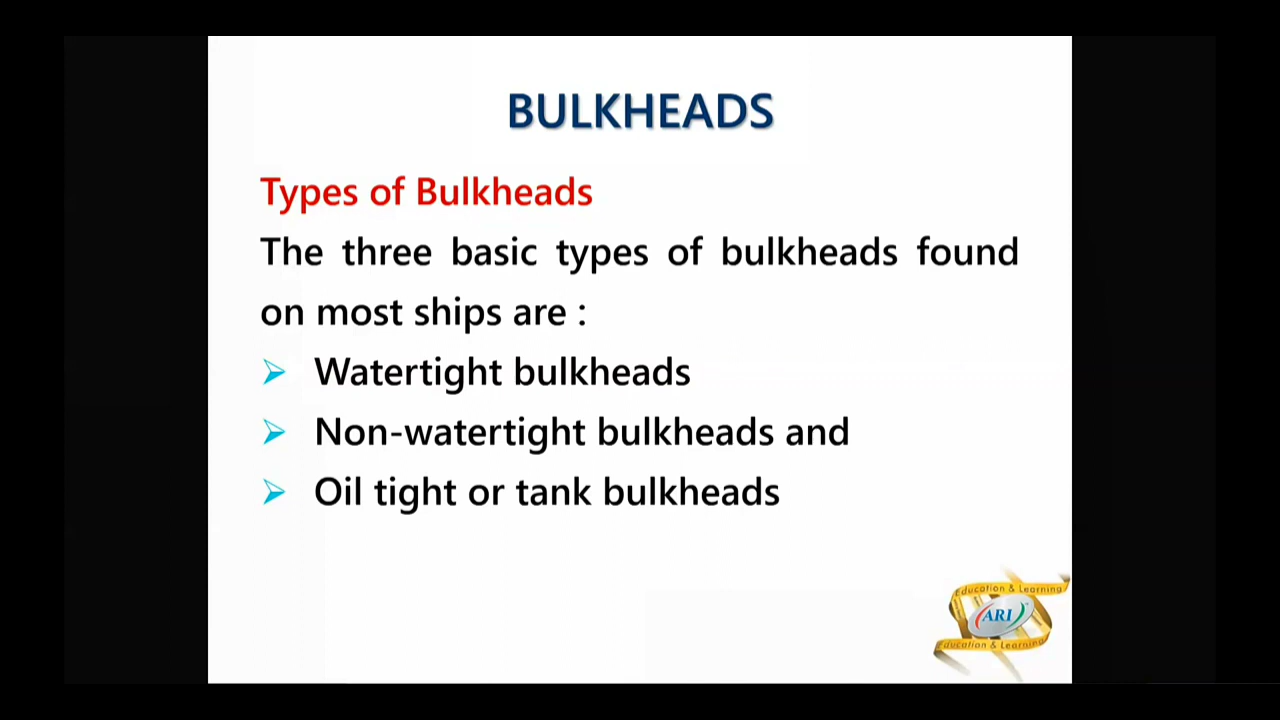 BULKHEADS
Types of Bulkheads
The three basic types of bulkheads found
on most ships are :
Watertight bulkheads
Non-watertight bulkheads and
Oil tight or tank bulkheads
Education & Learning
ARI
Education & Learning